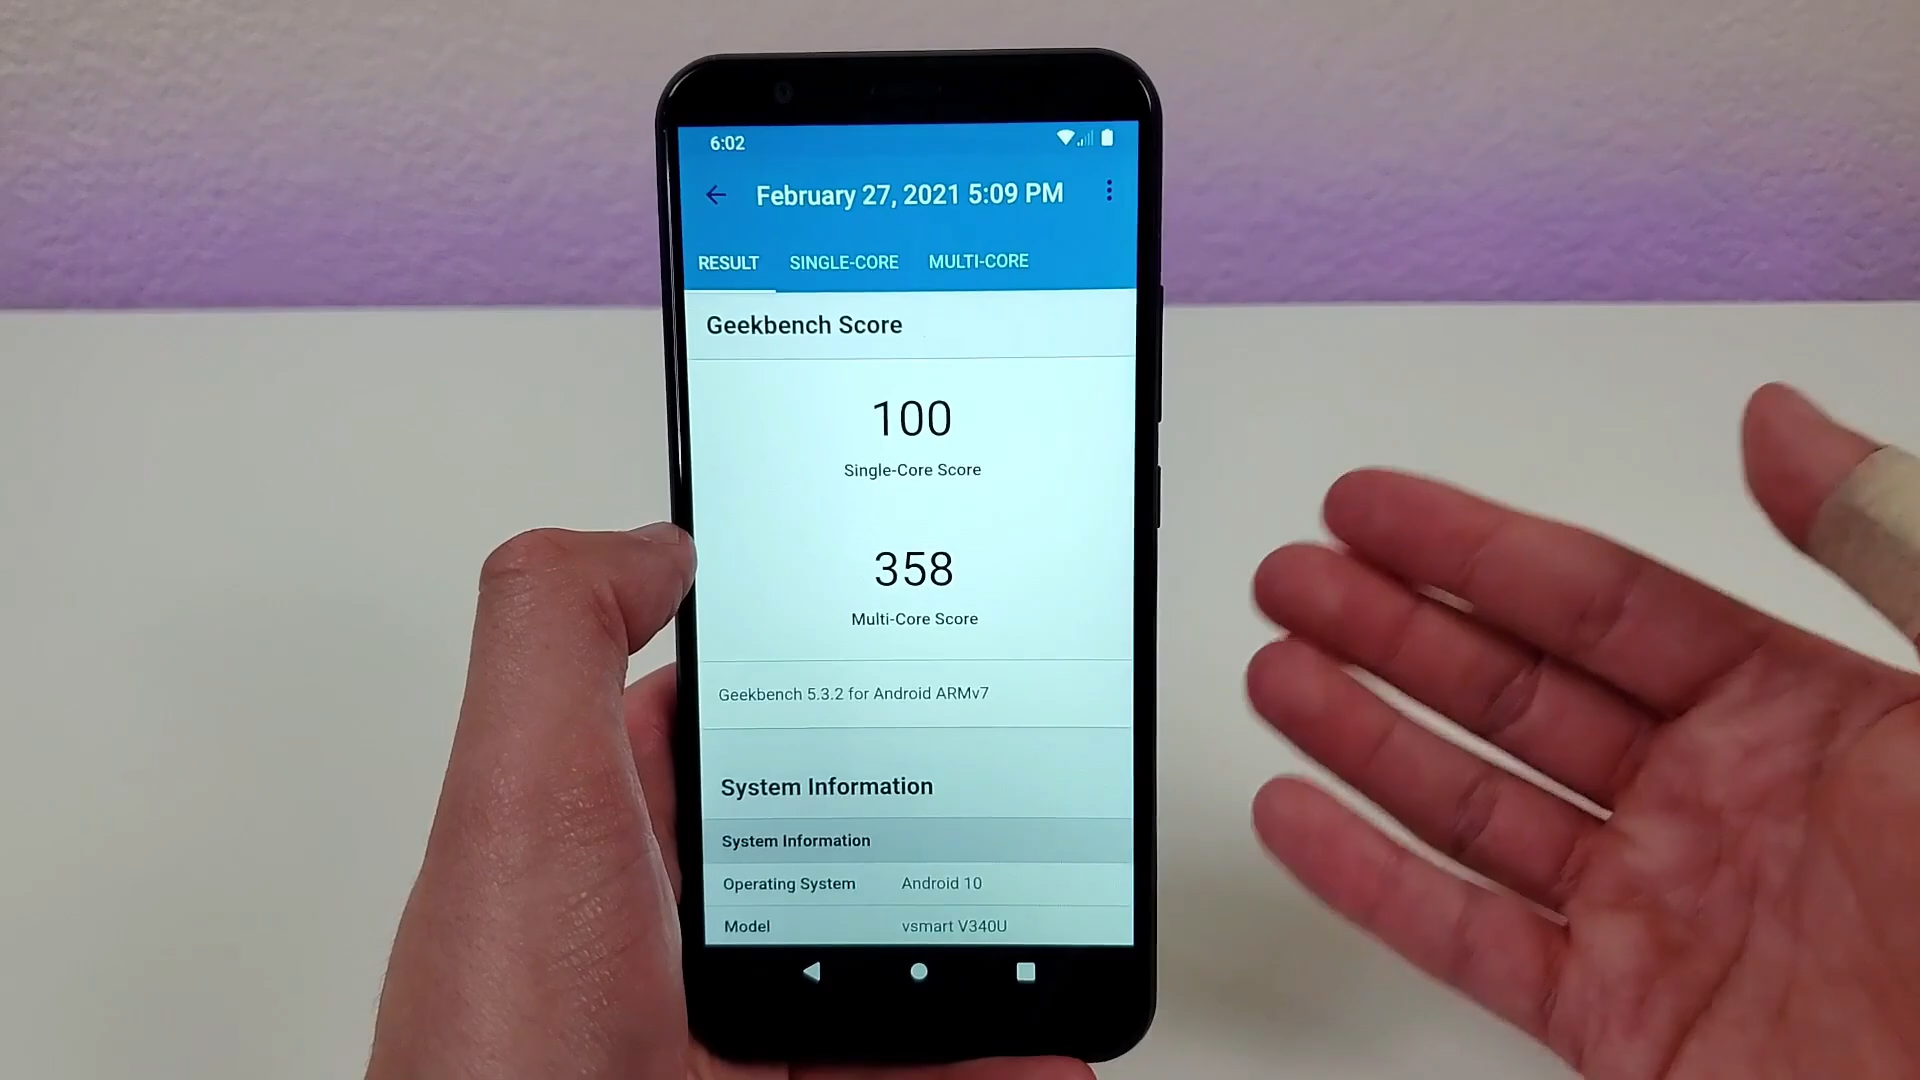 6:02
February 27, 2021 5:09 PM
RESULT SINGLE-CORE MULTI-CORE
Geekbench Score
100
Single-Core Score
358
Multi-Core Score
Geekbench 5.3.2 for Android ARMv7
System Information
System Information
Operating System Android 10
Model vsmart V340U